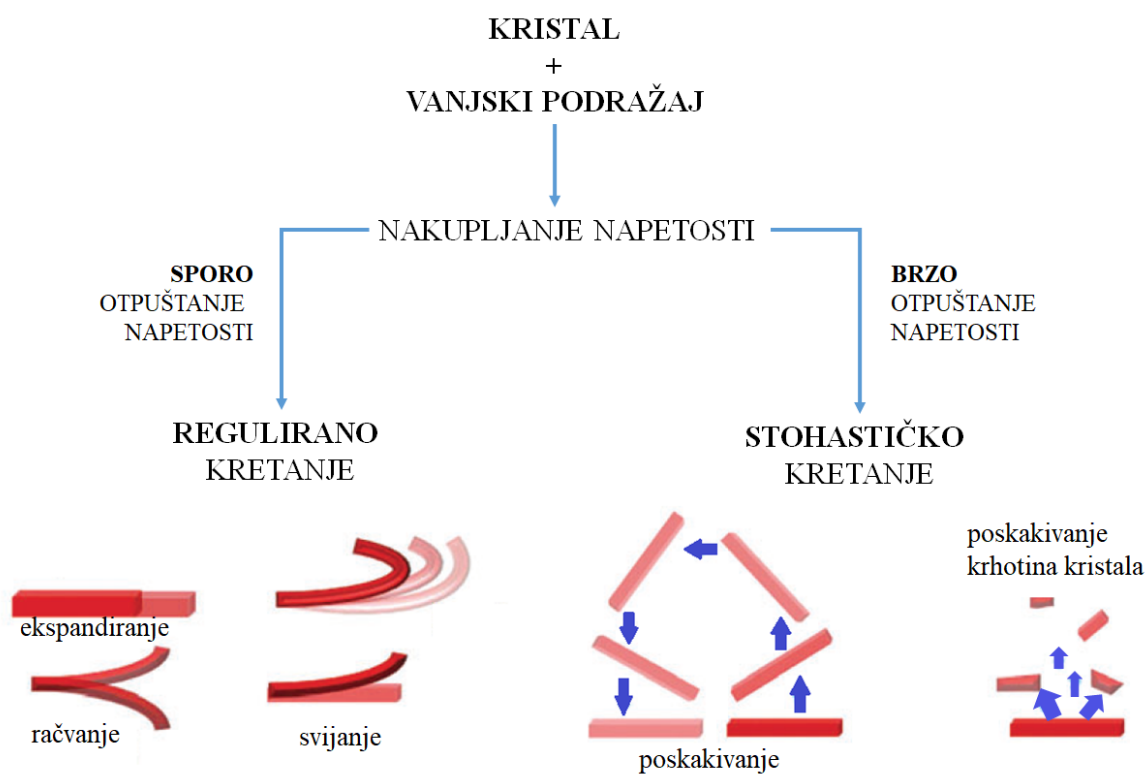 KRISTAL
+
VANJSKI PODRAŽAJ
NAKUPLJANJE NAPETOSTI
SPORO
OTPUŠTANJE
NAPETOSTI
BRZO
OTPUŠTANJE
NAPETOSTI
REGULIRANO
KRETANJE
STOHASTIČKO
KRETANJE
ekspandiranje
račvanje
svijanje
poskakivanje
poskakivanje
krhotina kristala